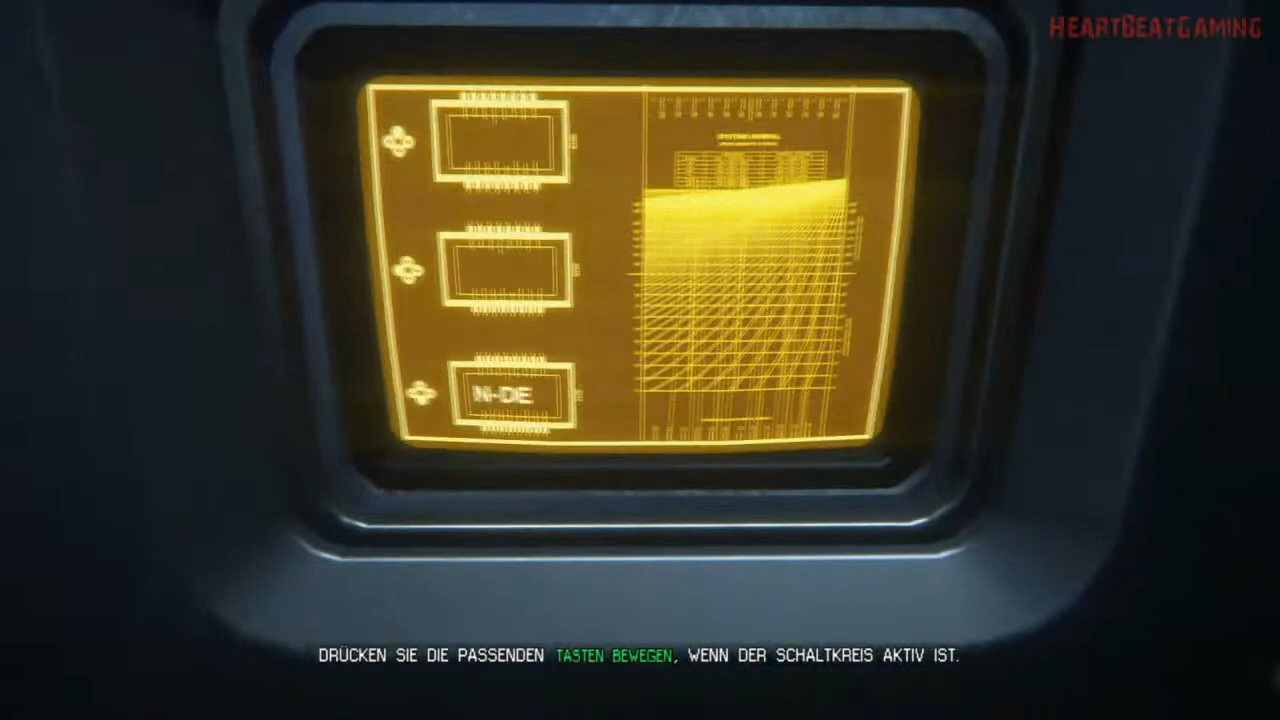 HEARTBEATGAMING
N-DE
DRÜCKEN SIE DIE PASSENDEN TASTEN BEWEGEN, WENN DER SCHALTKREIS AKTIV IST.